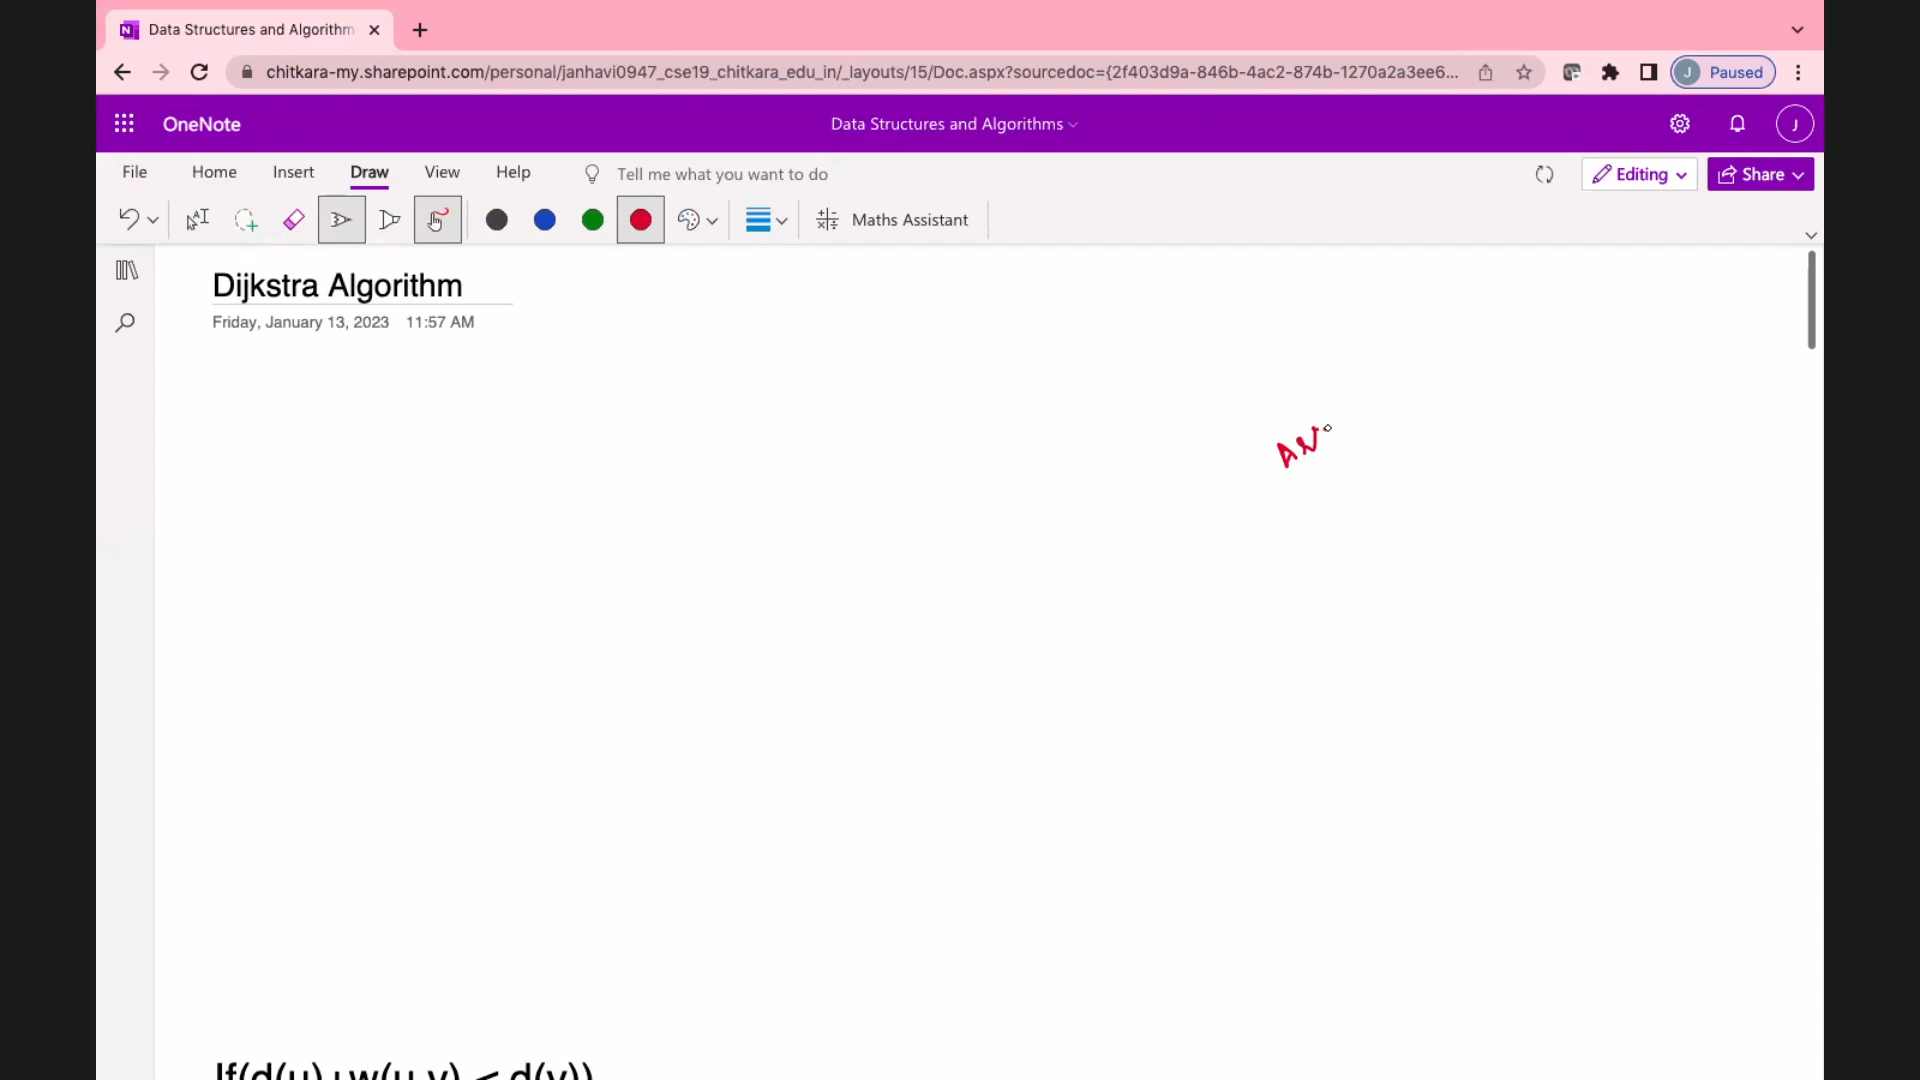 Data Structures and Algorithm
chitkara-my.sharepoint.com/personal/janhavi0947_cse19_chitkara_edu_in/_layouts/15/Doc.aspx?sourcedoc={2f403d9a-846b-4ac2-874b-1270a2a3ee6...
J Paused
OneNote
Data Structures and Algorithms
J
File Home Insert Draw View Help Tell me what you want to do
Editing
Share
Maths Assistant
Dijkstra Algorithm
Friday, January 13, 2023 11:57 AM
AN
If(d(u)+w(u,v) < d(v))